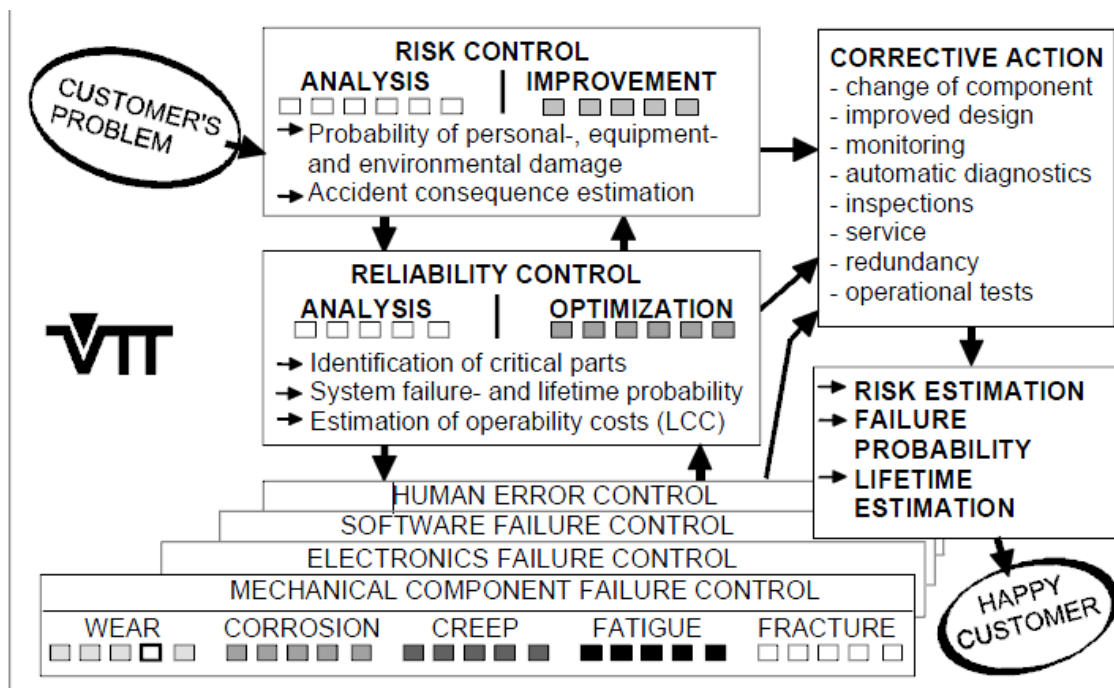 CUSTOMER'S
PROBLEM
RISK CONTROL
ANALYSIS | IMPROVEMENT
Probability of personal-, equipment-
and environmental damage
Accident consequence estimation
RELIABILITY CONTROL
ANALYSIS | OPTIMIZATION
Identification of critical parts
System failure- and lifetime probability
Estimation of operability costs (LCC)
VTT
HUMAN ERROR CONTROL
SOFTWARE FAILURE CONTROL
ELECTRONICS FAILURE CONTROL
MECHANICAL COMPONENT FAILURE CONTROL
WEAR CORROSION CREEP FATIGUE FRACTURE
CORRECTIVE ACTION
- change of component
- improved design
- monitoring
- automatic diagnostics
- inspections
- service
- redundancy
- operational tests
RISK ESTIMATION
FAILURE
PROBABILITY
LIFETIME
ESTIMATION
HAPPY
CUSTOMER